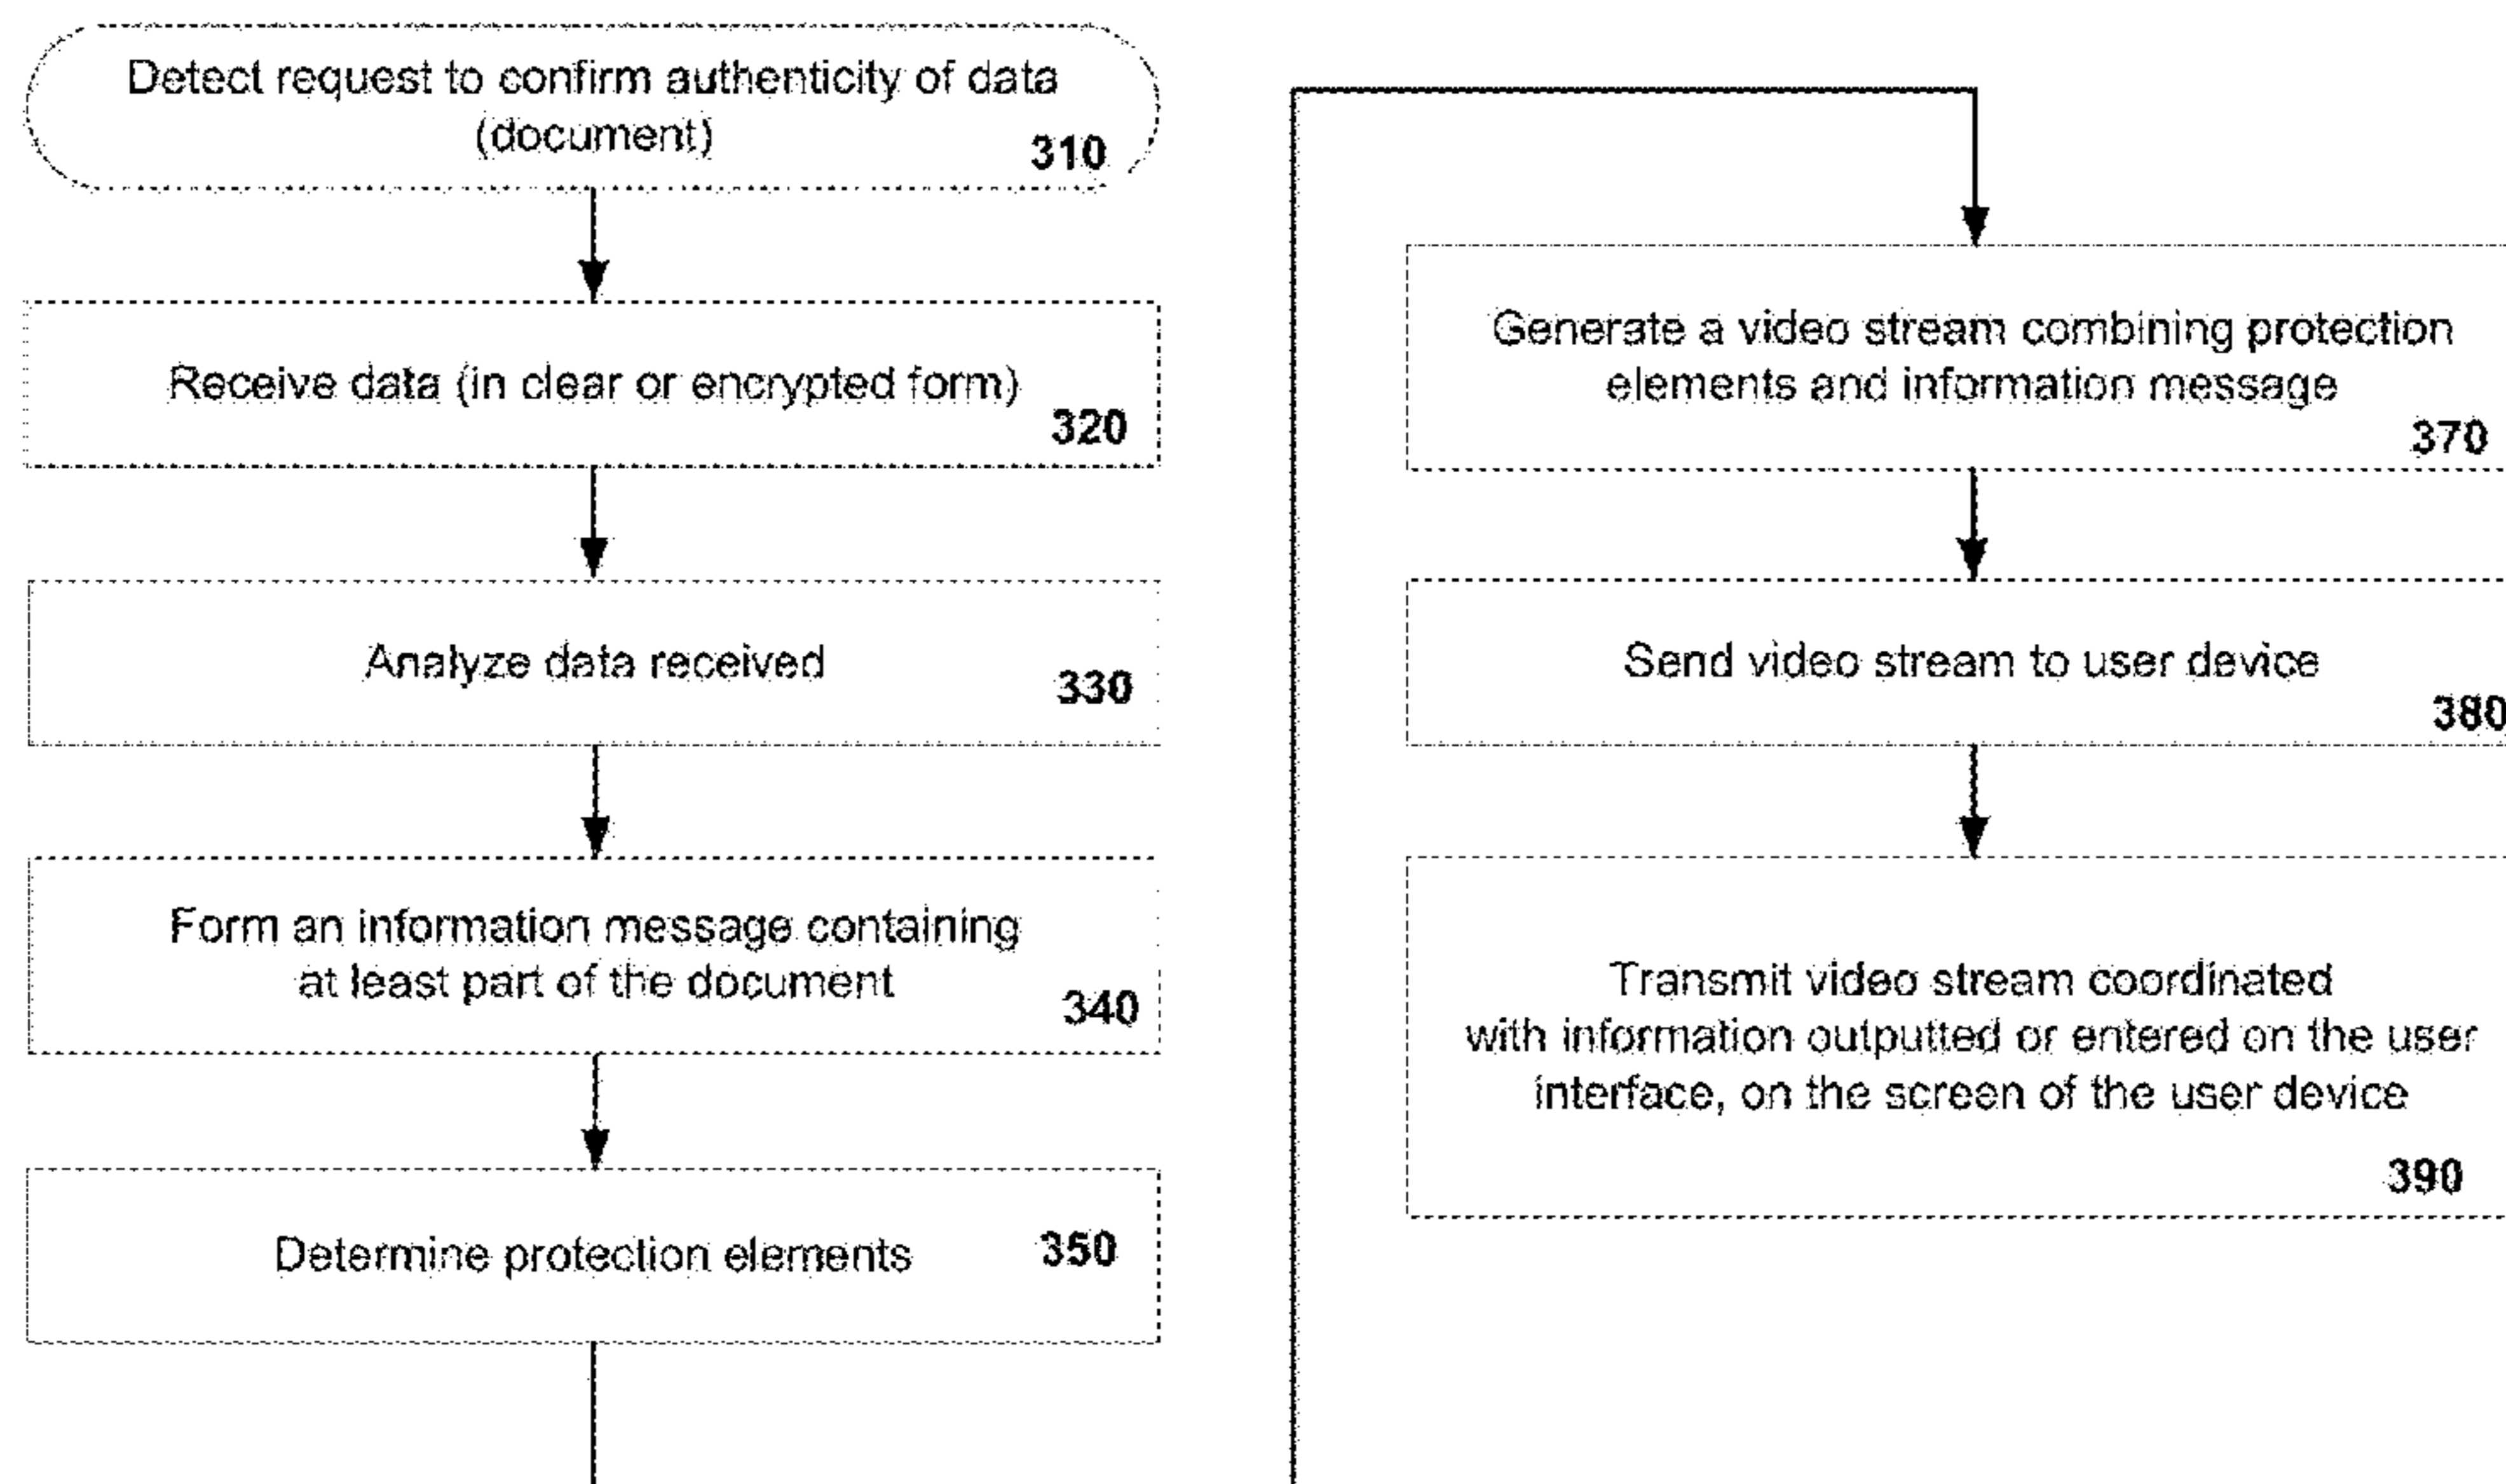 Detect request to confirm authenticity of data
(document)
310
Receive data (in clear or encrypted form)
320
Analyze data received
330
Form an information message containing
at least part of the document
340
Determine protection elements
350
Generate a video stream combining protection
elements and information message
370
Send video stream to user device
380
Transmit video stream coordinated
with information outputted or entered on the user
interface, on the screen of the user device
390